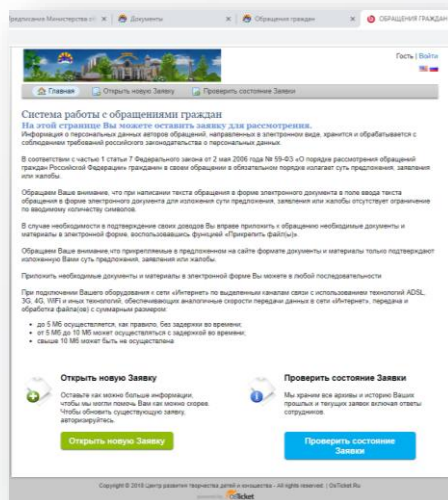 Предписания Министерства
Документы
Обращения граждан
ОБРАЩЕНИЯ ГРАЖДАН
Гость | Войти
Главная
Открыть новую Заявку
Проверить состояние Заявки
Система работы с обращениями граждан
На этой странице Вы можете оставить заявку для рассмотрения.
Информация о персональных данных авторов обращений, направленных в электронном виде, хранится и обрабатывается с
соблюдением требований российского законодательства о персональных данных.
В соответствии с частью 1 статьи 7 Федерального закона от 2 мая 2006 года № 59-ФЗ «О порядке рассмотрения обращений
граждан Российской Федерации» гражданин в своем обращении в обязательном порядке излагает суть предложения, заявления
или жалобы.
Обращаем Ваше внимание, что при написании текста обращения в форме электронного документа в поле ввода текста
обращения в форме электронного документа для изложения сути предложения, заявления или жалобы отсутствует ограничение
по вводимому количеству символов.
В случае необходимости в подтверждение своих доводов Вы вправе приложить к обращению необходимые документы и
материалы в электронной форме, воспользовавшись функцией «Прикрепить файл(ы)».
Обращаем Ваше внимание,что прикрепляемые в предложенном на сайте формате документы и материалы только подтверждают
изложенную Вами суть предложения, заявления или жалобы.
Приложить необходимые документы и материалы в электронной форме Вы можете в любой последовательности
При подключении Вашего оборудования к сети «Интернет» по выделенным каналам связи с использованием технологий ADSL,
3G, 4G, WiFi и иных технологий, обеспечивающих аналогичные скорости передачи данных в сети «Интернет», передача и
обработка файла(ов) с суммарным размером:
• до 5 Мб осуществляется, как правило, без задержки во времени;
• от 5 Мб до 10 Мб может осуществляться с задержкой во времени;
• свыше 10 Мб может быть не осуществлена
Открыть новую Заявку
Оставьте как можно больше информации,
чтобы мы могли помочь Вам как можно скорее.
Чтобы обновить существующую заявку,
авторизируйтесь.
Открыть новую Заявку
Проверить состояние Заявки
Мы храним все архивы и историю Ваших
прошлых и текущих заявок включая ответы
сотрудников.
Проверить состояние
Заявки
Copyright © 2018 Центр развития творчества детей и юношества - All rights reserved. | OsTicket.Ru
osTicket